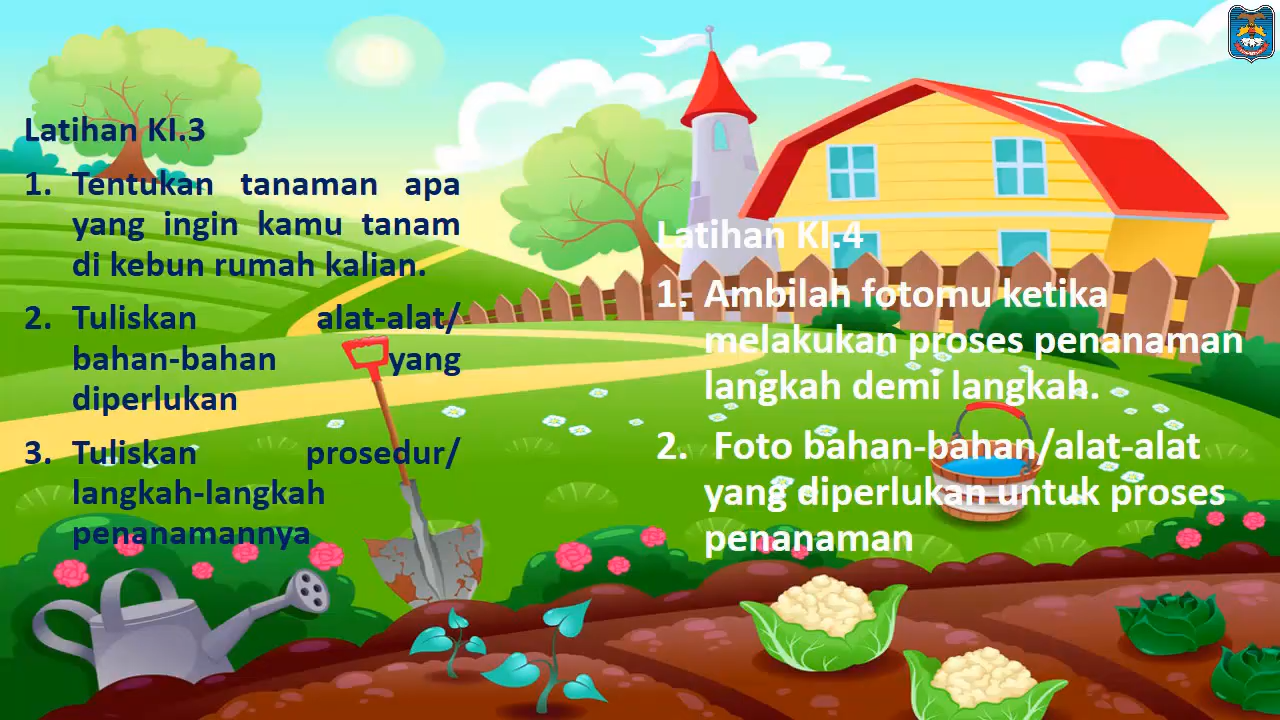 Latihan KI.3
1. Tentukan tanaman apa
yang ingin kamu tanam
di kebun rumah kalian.
2. Tuliskan alat-alat/
bahan-bahan yang
diperlukan
3. Tuliskan prosedur/
langkah-langkah
penanamannya
Latihan KI.4
1. Ambilah fotomu ketika
melakukan proses penanaman
langkah demi langkah.
2. Foto bahan-bahan/alat-alat
yang diperlukan untuk proses
penanaman